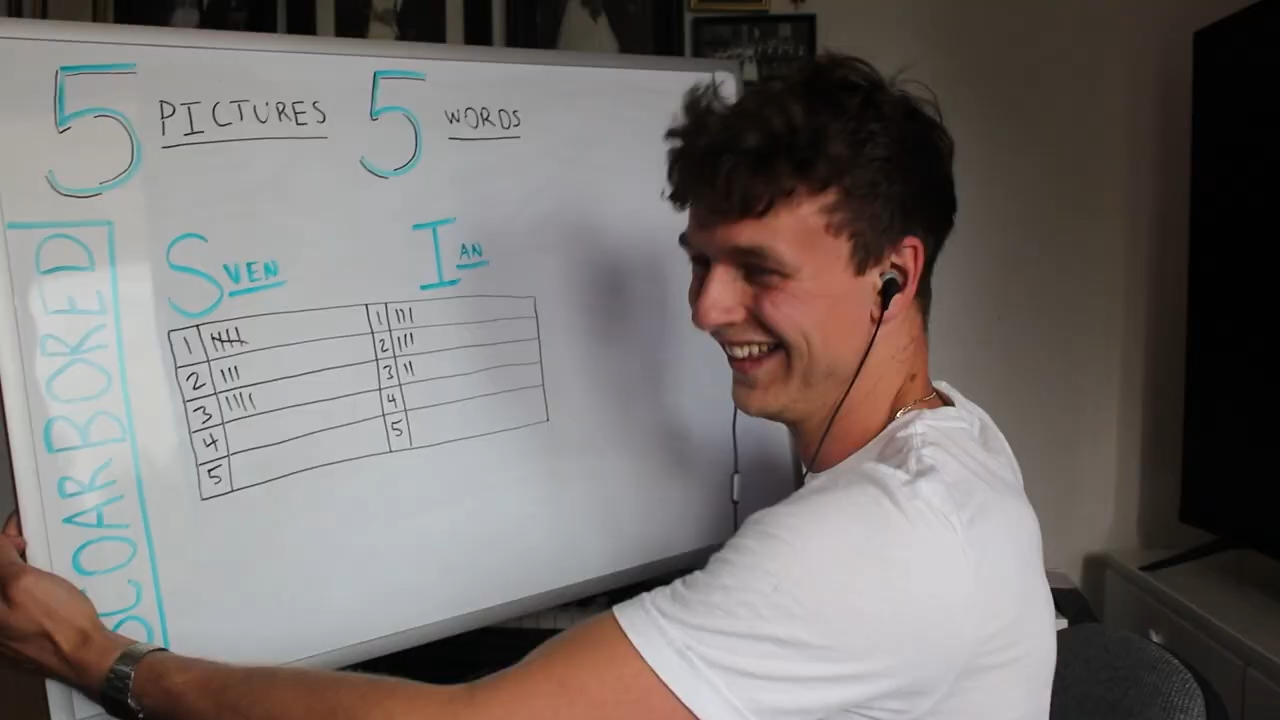 5 PICTURES 5 WORDS
SCOARBORED
SVEN IAN
1 1
2 2
3 3
4 4
5 5